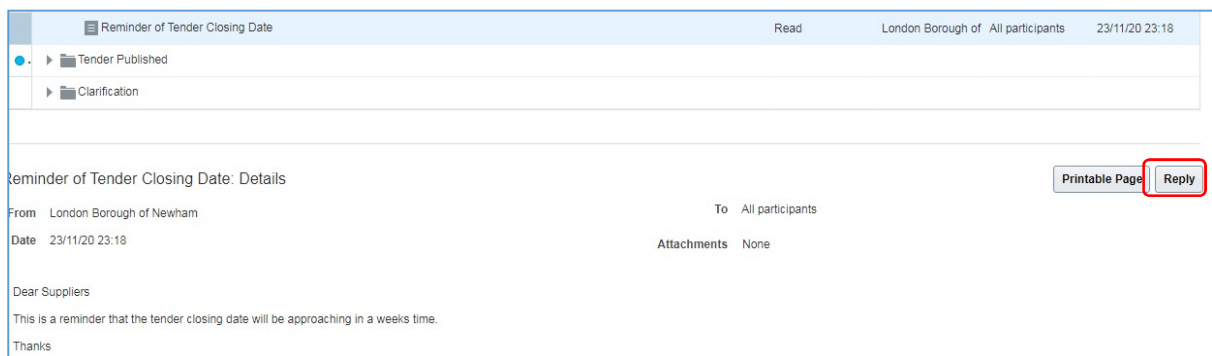 Reminder of Tender Closing Date Read London Borough of All participants 23/11/20 23:18
Tender Published
Clarification
Reminder of Tender Closing Date: Details Printable Page Reply
From London Borough of Newham To All participants
Date 23/11/20 23:18 Attachments None
Dear Suppliers
This is a reminder that the tender closing date will be approaching in a weeks time.
Thanks